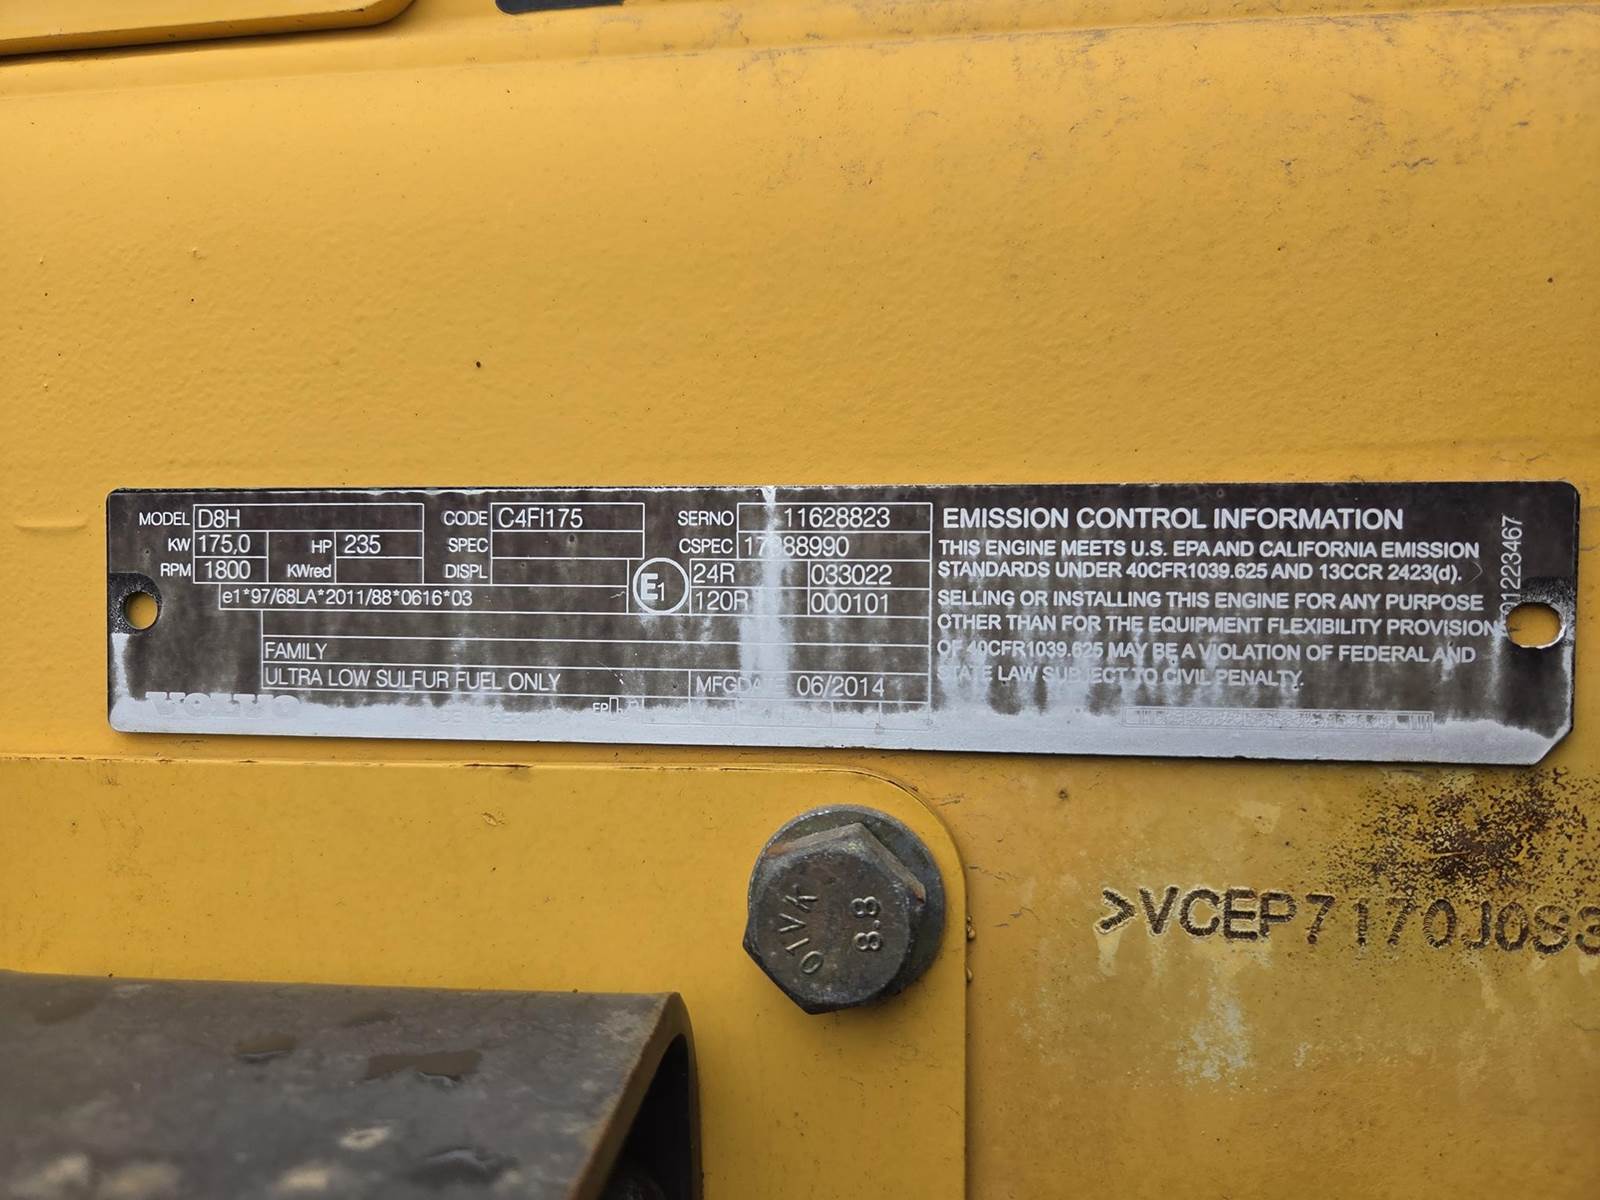 MODEL D8H CODE C4FI175 SERNO 11628823
KW 175,0 HP 235 SPEC CSPEC
RPM 1800 KWred DISPL E1 24R 033022
e1*97/68LA*2011/88*0616*03 120R 000101
FAMILY
ULTRA LOW SULFUR FUEL ONLY MFGDATE 06/2014
VOLVO
EMISSION CONTROL INFORMATION
THIS ENGINE MEETS U.S. EPA AND CALIFORNIA EMISSION
STANDARDS UNDER 40CFR1039.625 AND 13CCR 2423(d).
SELLING OR INSTALLING THIS ENGINE FOR ANY PURPOSE
OTHER THAN FOR THE EQUIPMENT FLEXIBILITY PROVISION
OF 40CFR1039.625 MAY BE A VIOLATION OF FEDERAL AND
STATE LAW SUBJECT TO CIVIL PENALTY.
01223467
8.8
>VCEP7170J0S3